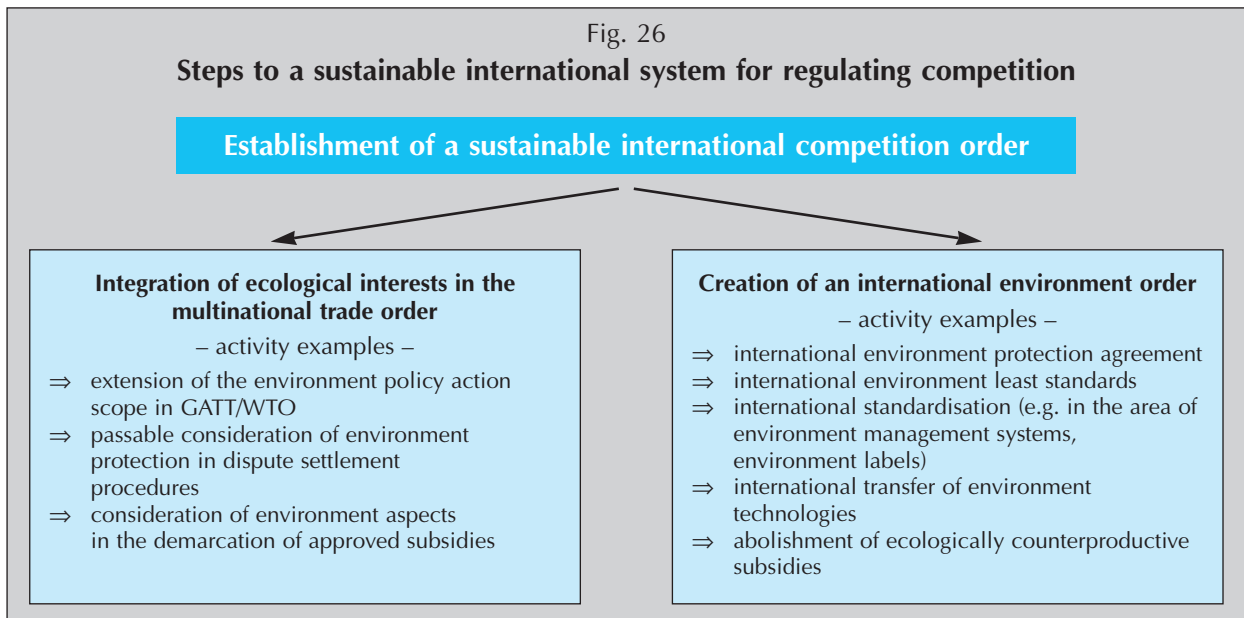 Fig. 26
Steps to a sustainable international system for regulating competition
Establishment of a sustainable international competition order
Integration of ecological interests in the
multinational trade order
– activity examples –
⇒ extension of the environment policy action
scope in GATT/WTO
⇒ passable consideration of environment
protection in dispute settlement
procedures
⇒ consideration of environment aspects
in the demarcation of approved subsidies
Creation of an international environment order
– activity examples –
⇒ international environment protection agreement
⇒ international environment least standards
⇒ international standardisation (e.g. in the area of
environment management systems,
environment labels)
⇒ international transfer of environment
technologies
⇒ abolishment of ecologically counterproductive
subsidies